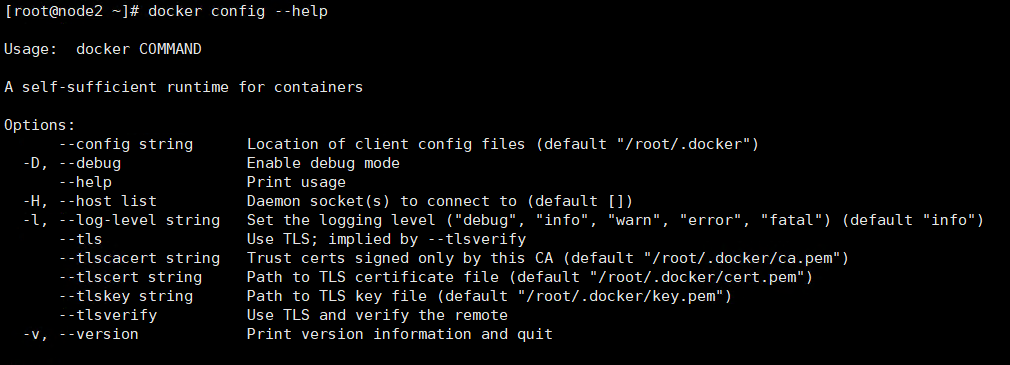 [root@node2 ~]# docker config --help
Usage:  docker COMMAND
A self-sufficient runtime for containers
Options:
      --config string      Location of client config files (default "/root/.docker")
  -D, --debug              Enable debug mode
      --help               Print usage
  -H, --host list          Daemon socket(s) to connect to (default [])
  -l, --log-level string   Set the logging level ("debug", "info", "warn", "error", "fatal") (default "info")
      --tls                Use TLS; implied by --tlsverify
      --tlscacert string   Trust certs signed only by this CA (default "/root/.docker/ca.pem")
      --tlscert string     Path to TLS certificate file (default "/root/.docker/cert.pem")
      --tlskey string      Path to TLS key file (default "/root/.docker/key.pem")
      --tlsverify          Use TLS and verify the remote
  -v, --version            Print version information and quit